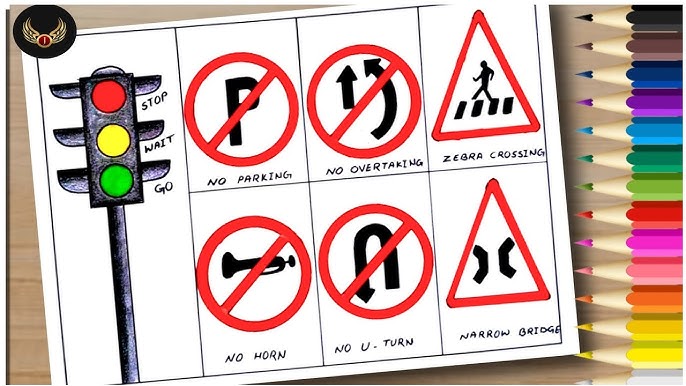 STOP
WAIT
GO
P
NO PARKING
NO OVERTAKING
ZEBRA CROSSING
NO HORN
NO U-TURN
NARROW BRIDGE